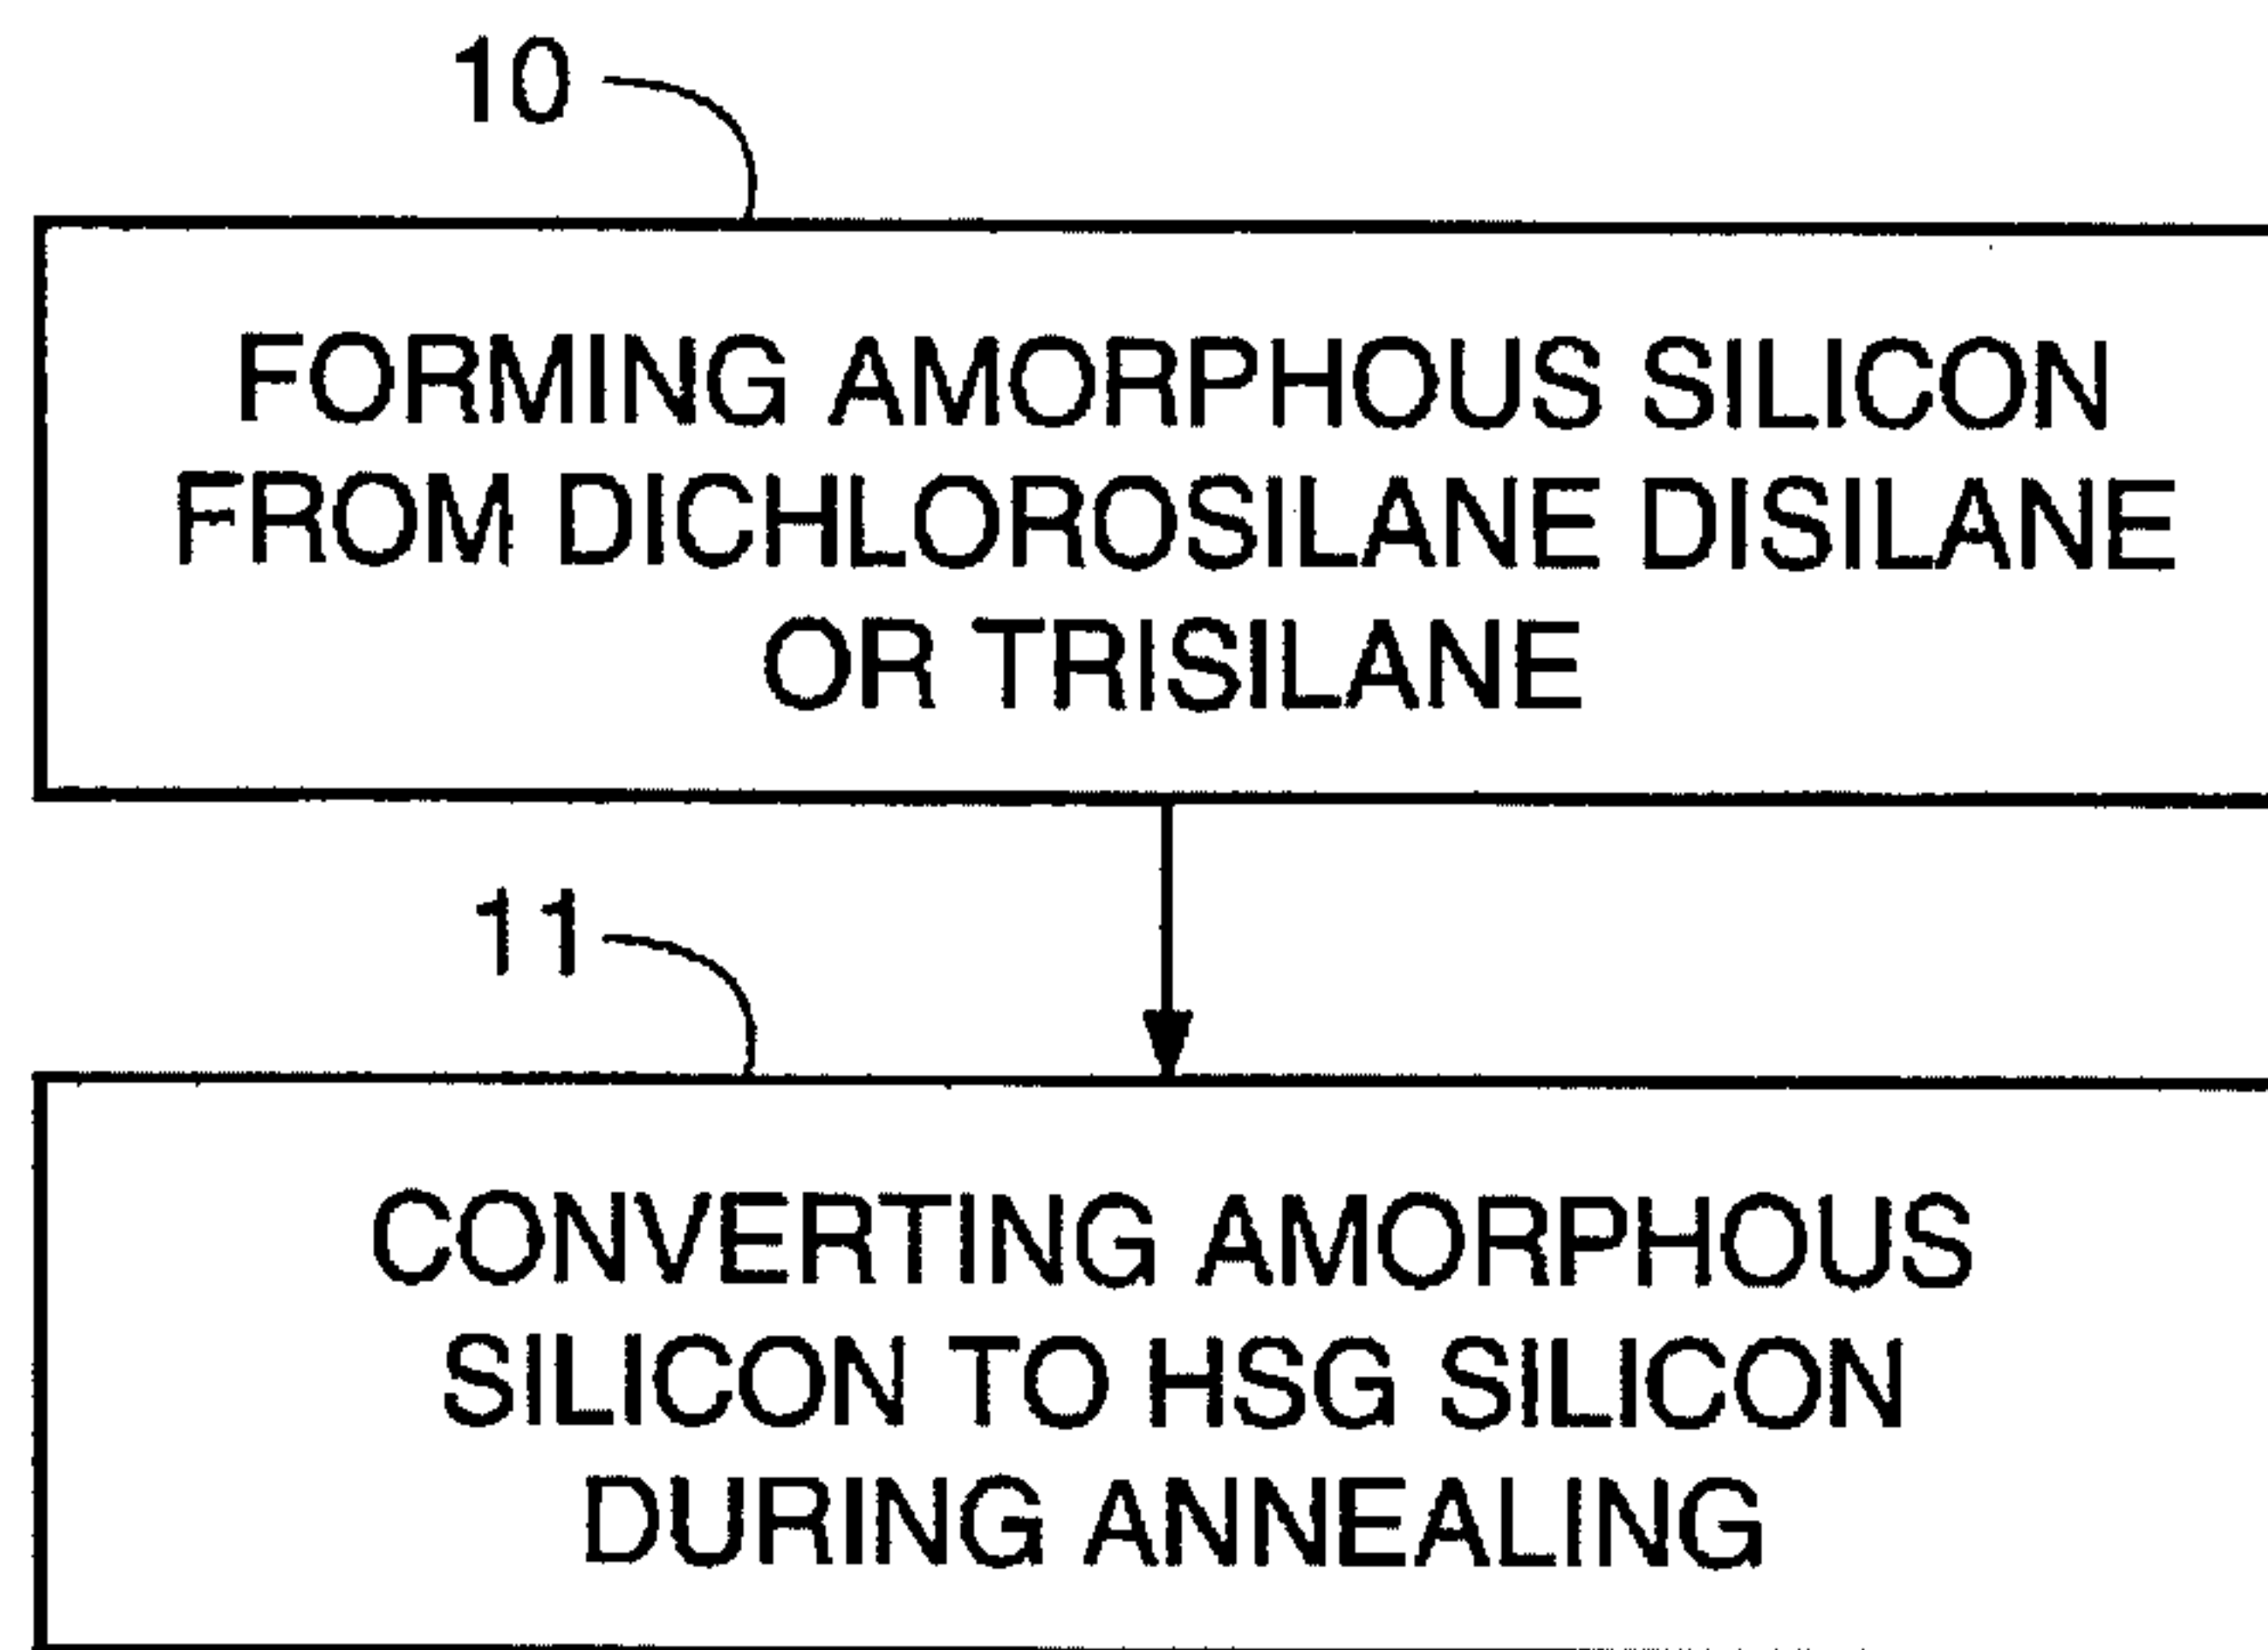 10
FORMING AMORPHOUS SILICON
FROM DICHLOROSILANE DISILANE
OR TRISILANE
11
CONVERTING AMORPHOUS
SILICON TO HSG SILICON
DURING ANNEALING